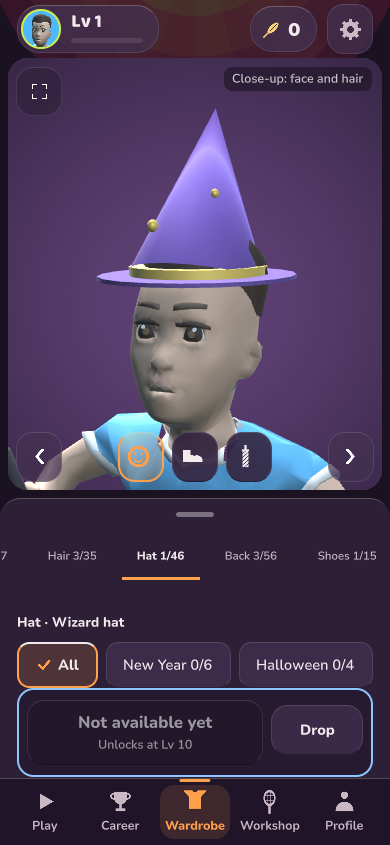 Lv 1
0
Close-up: face and hair
7
Hair 3/35
Hat 1/46
Back 3/56
Shoes 1/15
Hat · Wizard hat
All
New Year 0/6
Halloween 0/4
Not available yet
Unlocks at Lv 10
Drop
Play
Career
Wardrobe
Workshop
Profile